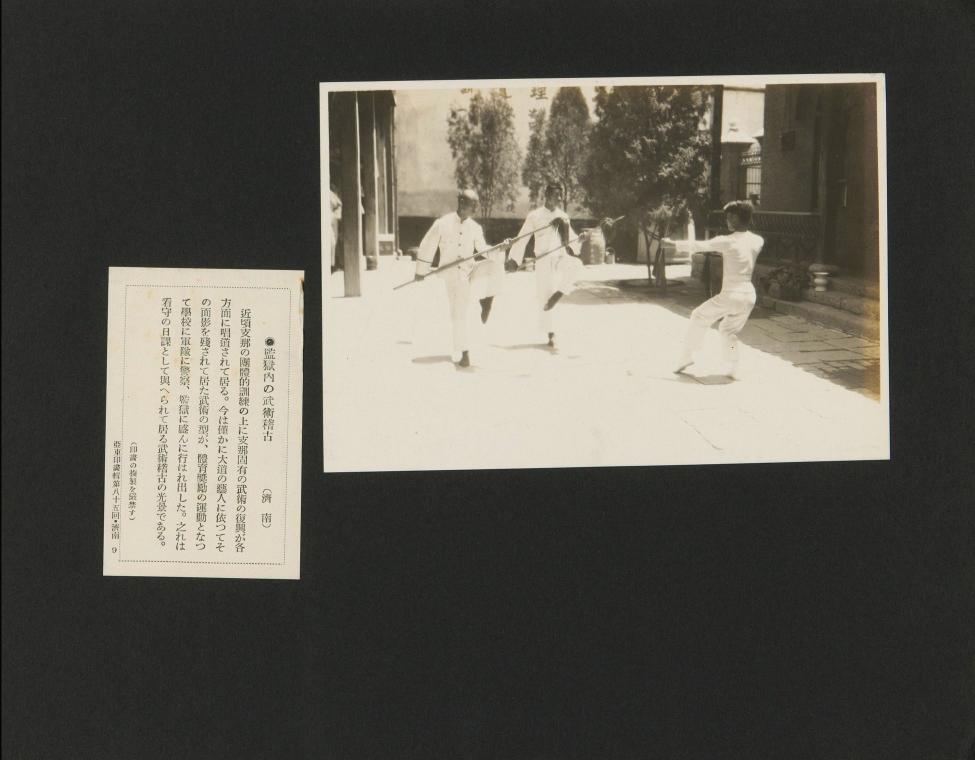 ◉監獄內の武術稽古 (濟南)
近頃支那の團體的訓練の上に支那固有の武術の復興が各
方面に唱道されて居る。今は僅かに大道の藝人に依つてそ
の面影を殘されて居た武術の型が、體育奬勵の運動となつ
て學校に軍隊に警察、監獄に盛んに行はれ出した。之れは
看守の日課として與へられて居る武術稽古の光景である。
(印畫の複製を嚴禁す)
亞東印畫輯第八十五回・濟南 9
理